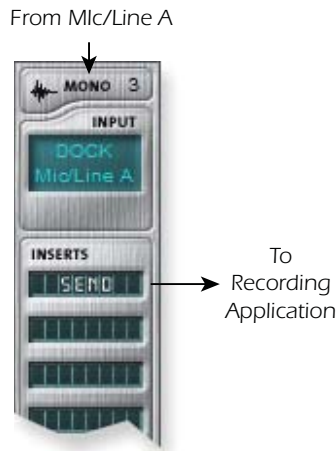 From MIc/Line A
MONO 3
INPUT
DOCK
Mic/Line A
INSERTS
SEND
To
Recording
Application